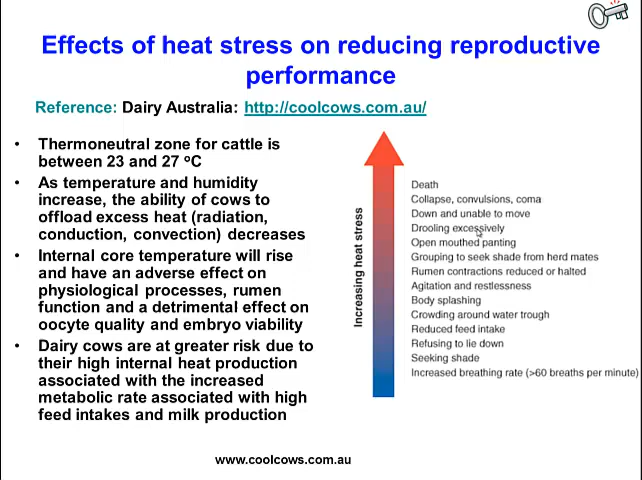 Effects of heat stress on reducing reproductive
performance
Reference: Dairy Australia: http://coolcows.com.au/
• Thermoneutral zone for cattle is
between 23 and 27 ºC
• As temperature and humidity
increase, the ability of cows to
offload excess heat (radiation,
conduction, convection) decreases
• Internal core temperature will rise
and have an adverse effect on
physiological processes, rumen
function and a detrimental effect on
oocyte quality and embryo viability
• Dairy cows are at greater risk due to
their high internal heat production
associated with the increased
metabolic rate associated with high
feed intakes and milk production
Increasing heat stress
Death
Collapse, convulsions, coma
Down and unable to move
Drooling excessively
Open mouthed panting
Grouping to seek shade from herd mates
Rumen contractions reduced or halted
Agitation and restlessness
Body splashing
Crowding around water trough
Reduced feed intake
Refusing to lie down
Seeking shade
Increased breathing rate (>60 breaths per minute)
www.coolcows.com.au